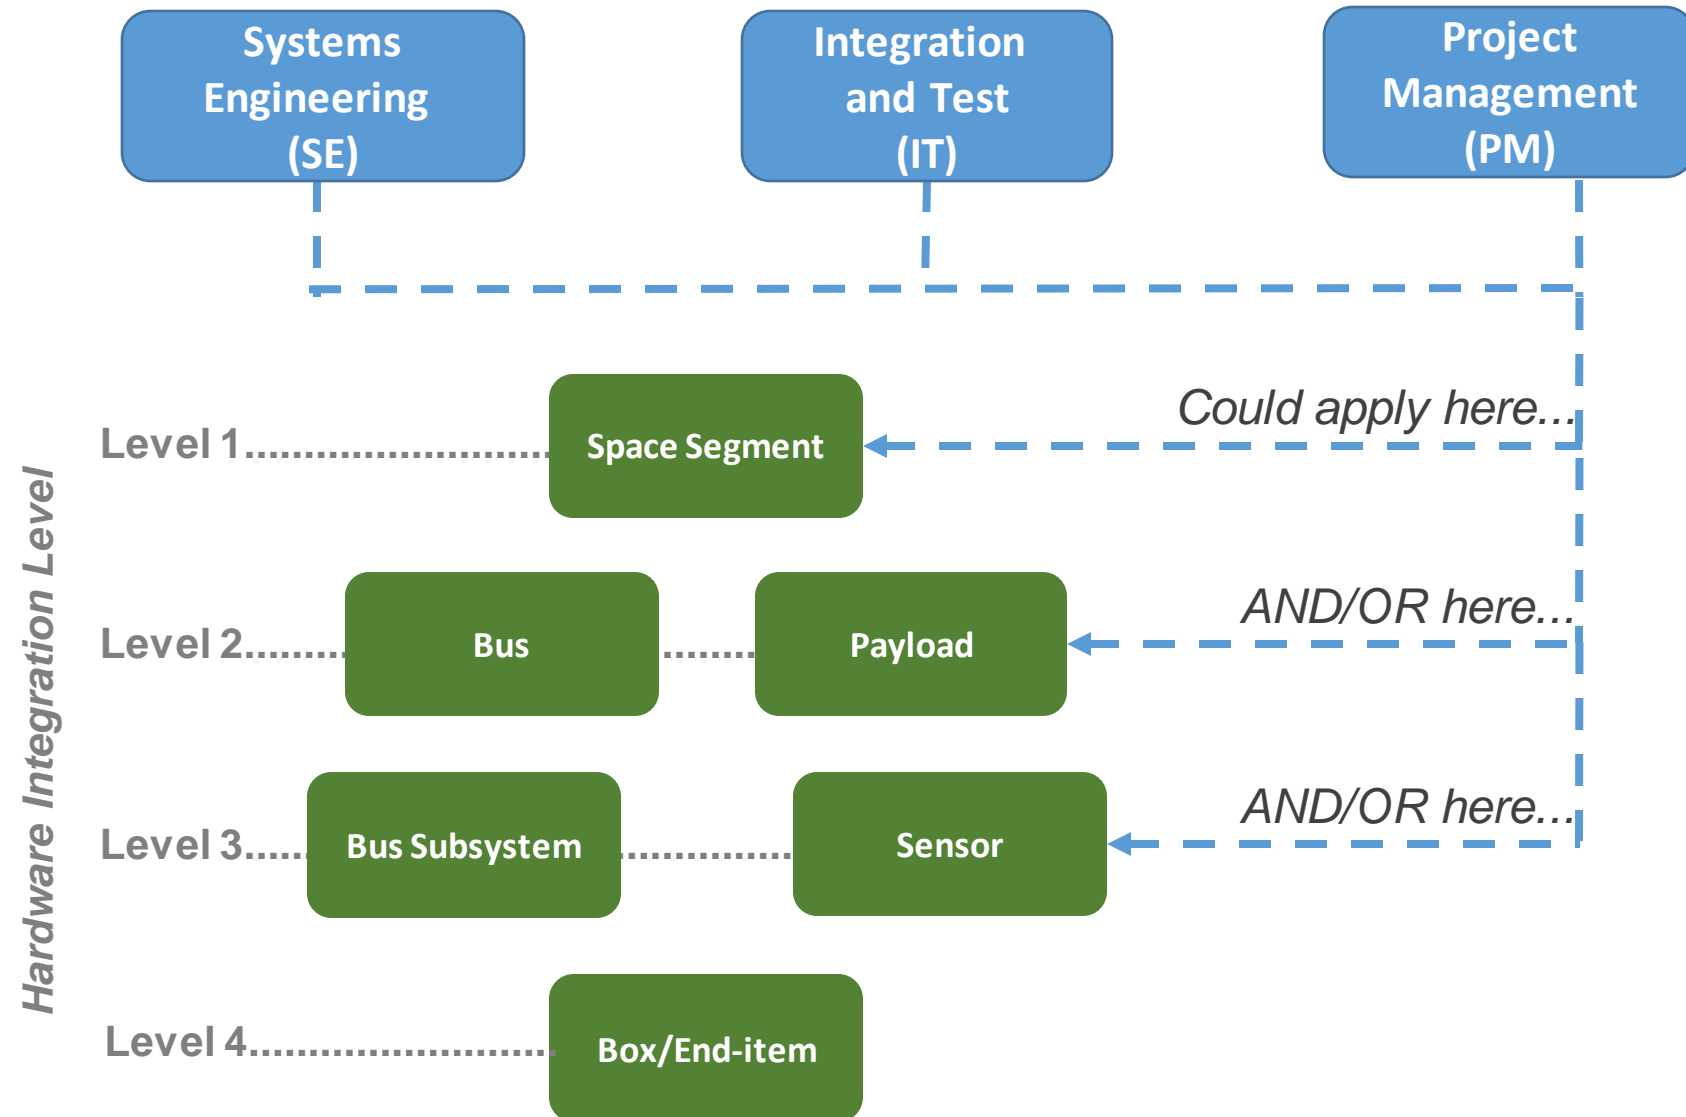 Systems
Engineering
(SE)
Integration
and Test
(IT)
Project
Management
(PM)
Hardware Integration Level
Could apply here...
Level 1..........................
Space Segment
AND/OR here...
Level 2.........
Bus
........
Payload
AND/OR here...
Level 3......
Bus Subsystem
...............
Sensor
Level 4..........................
Box/End-item